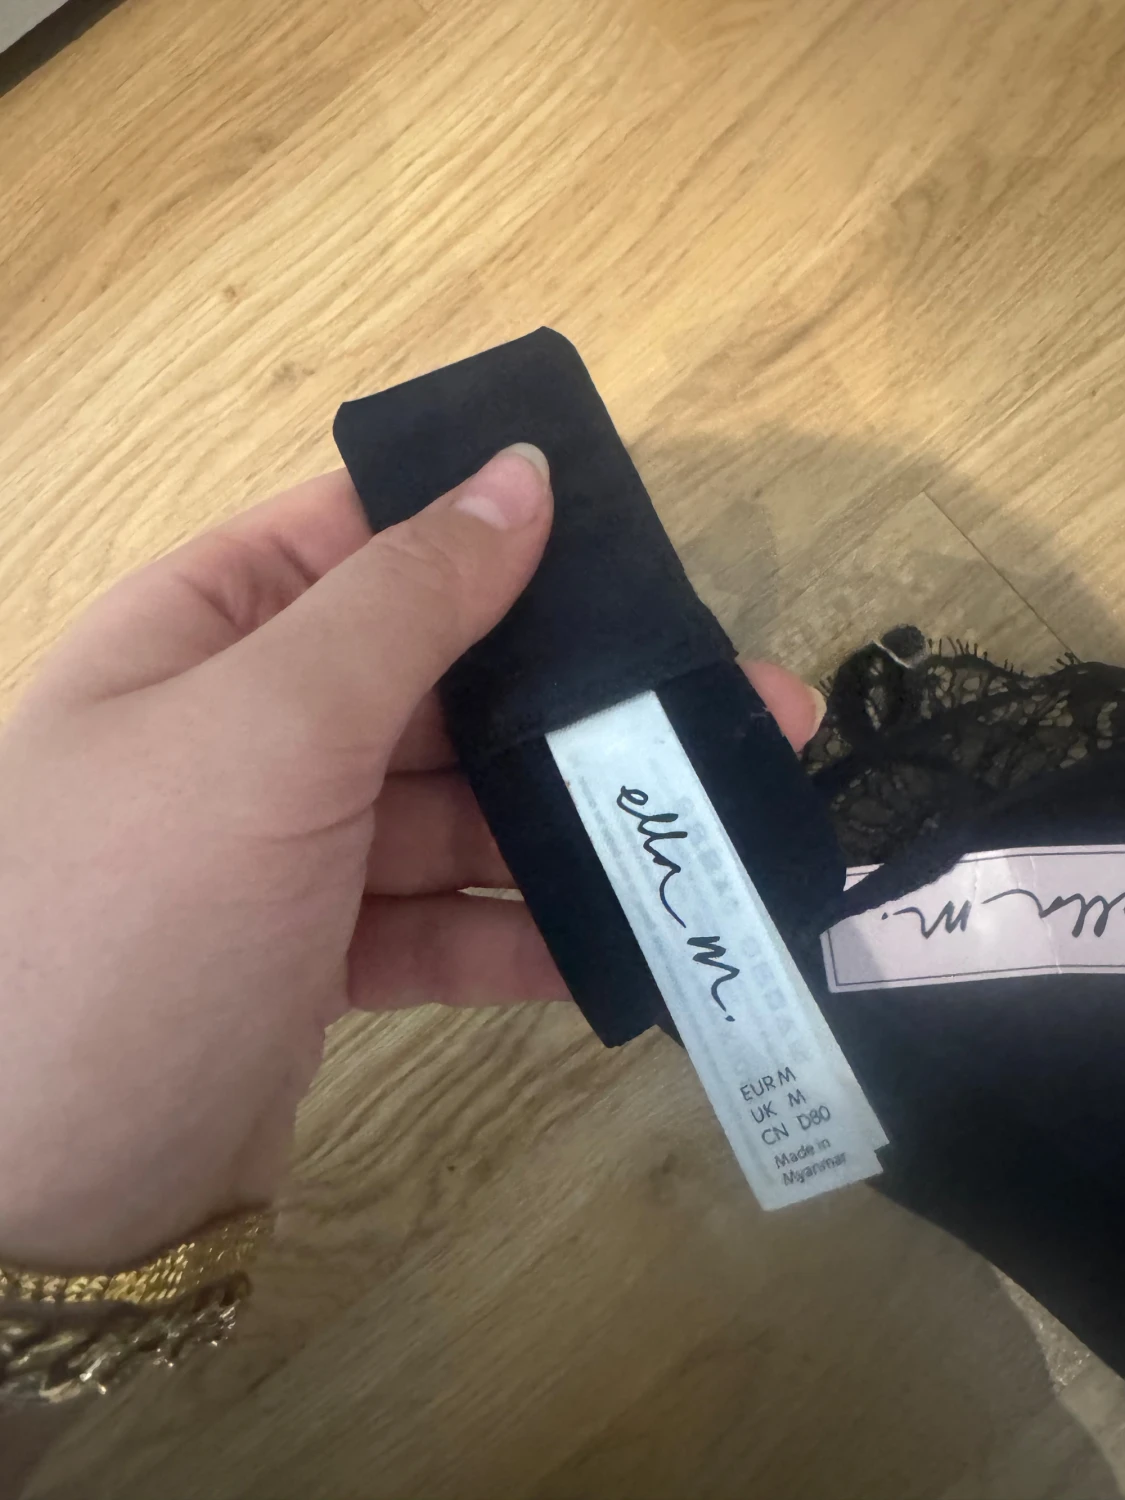 ella m.
EUR M
UK M
CN D80
Made in
Myanmar
ella m.